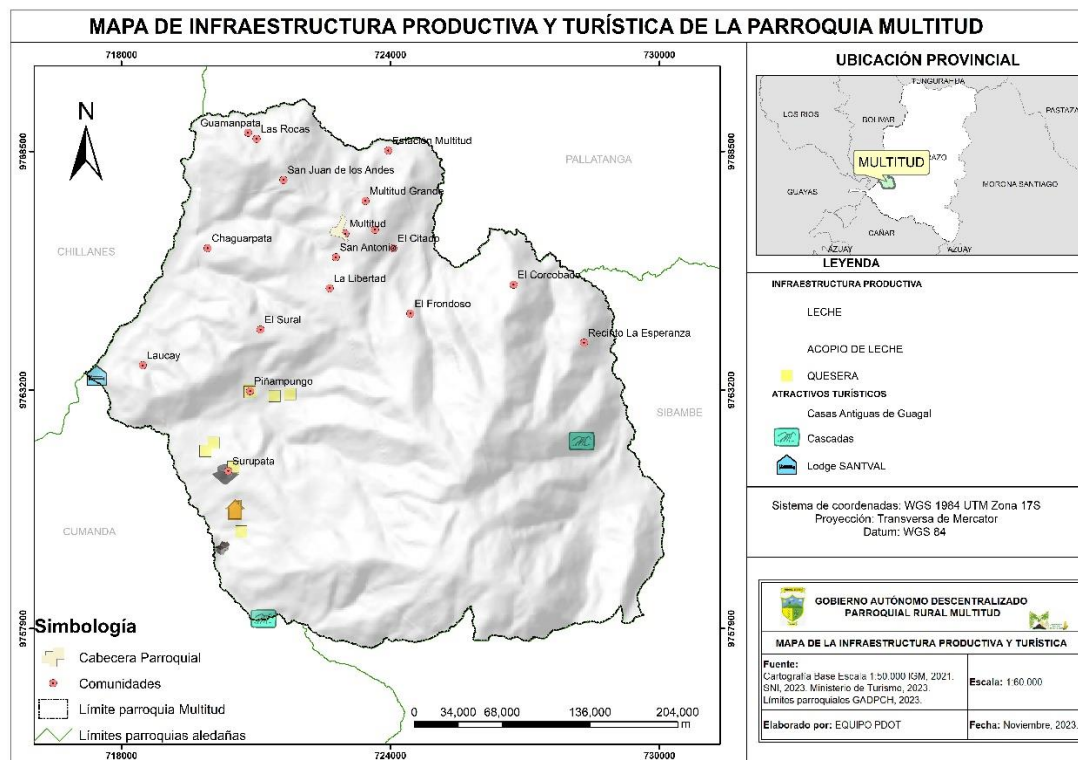 MAPA DE INFRAESTRUCTURA PRODUCTIVA Y TURÍSTICA DE LA PARROQUIA MULTITUD
718000
724000
730000
N
9768500
9768500
Guamanpata
Las Rocas
Estación Multitud
PALLATANGA
San Juan de los Andes
Multitud Grande
Multitud
CHILLANES
Chaguarpata
San Antonio
El Citado
La Libertad
El Corcobado
El Frondoso
El Sural
Recinto La Esperanza
Laucay
9763200
9763200
Piñampungo
SIBAMBE
Surupata
CUMANDA
9757900
9757900
Simbología
Cabecera Parroquial
Comunidades
Límite parroquia Multitud
Límites parroquias aledañas
0 34,000 68,000 136,000 204,000
m
718000
724000
730000
UBICACIÓN PROVINCIAL
TUNGURAHUA
LOS RIOS
BOLIVAR
PASTAZA
MULTITUD
RAZO
GUAYAS
MORONA SANTIAGO
CAÑAR
AZUAY
AZUAY
LEYENDA
INFRAESTRUCTURA PRODUCTIVA
LECHE
ACOPIO DE LECHE
QUESERA
ATRACTIVOS TURÍSTICOS
Casas Antiguas de Guagal
Cascadas
Lodge SANTVAL
Sistema de coordenadas: WGS 1984 UTM Zona 17S
Proyección: Transversa de Mercator
Datum: WGS 84
GOBIERNO AUTÓNOMO DESCENTRALIZADO
PARROQUIAL RURAL MULTITUD
MAPA DE LA INFRAESTRUCTURA PRODUCTIVA Y TURÍSTICA
Fuente:
Cartografía Base Escala 1:50.000 IGM, 2021.
SNI, 2023. Ministerio de Turismo, 2023.
Límites parroquiales GADPCH, 2023.
Escala: 1:60.000
Elaborado por: EQUIPO PDOT
Fecha: Noviembre, 2023.